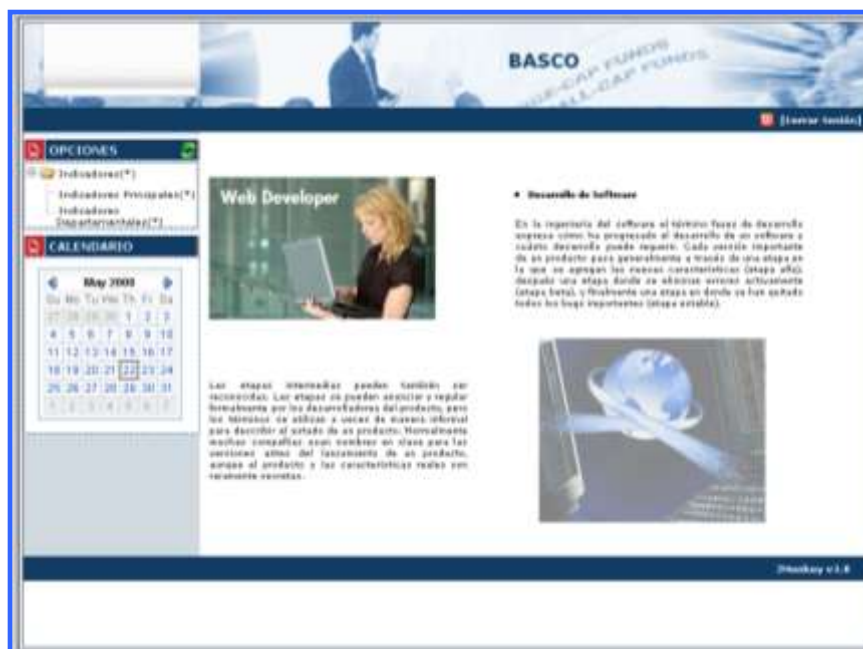 BASCO
CAP FUNDS
ALL-CAP FUNDS
[Cerrar Sesión]
OPCIONES
Indicadores(*)
Indicadores Principales(*)
Indicadores
Departamentales(*)
CALENDARIO
May 2008
Su Mo Tu We Th Fr Sa
27 28 29 30 1 2 3
4 5 6 7 8 9 10
11 12 13 14 15 16 17
18 19 20 21 22 23 24
25 26 27 28 29 30 31
1 2 3 4 5 6 7
Web Developer
Las etapas intermedias pueden también ser
reconocidas. Las etapas se pueden anunciar y regular
formalmente por los desarrolladores del producto, pero
los términos se utilizan a veces de manera informal
para describir el estado de un producto. Normalmente
muchas compañías usan nombres en clave para las
versiones antes del lanzamiento de un producto,
aunque el producto y las características reales son
raramente secretas.
• Desarrollo de Software
En la ingeniería del software el término fases de desarrollo
expresa cómo ha progresado el desarrollo de un software y
cuánto desarrollo puede requerir. Cada versión importante
de un producto pasa generalmente a través de una etapa en
la que se agregan las nuevas características (etapa alfa),
después una etapa donde se eliminan errores activamente
(etapa beta), y finalmente una etapa en donde se han quitado
todos los bugs importantes (etapa estable).